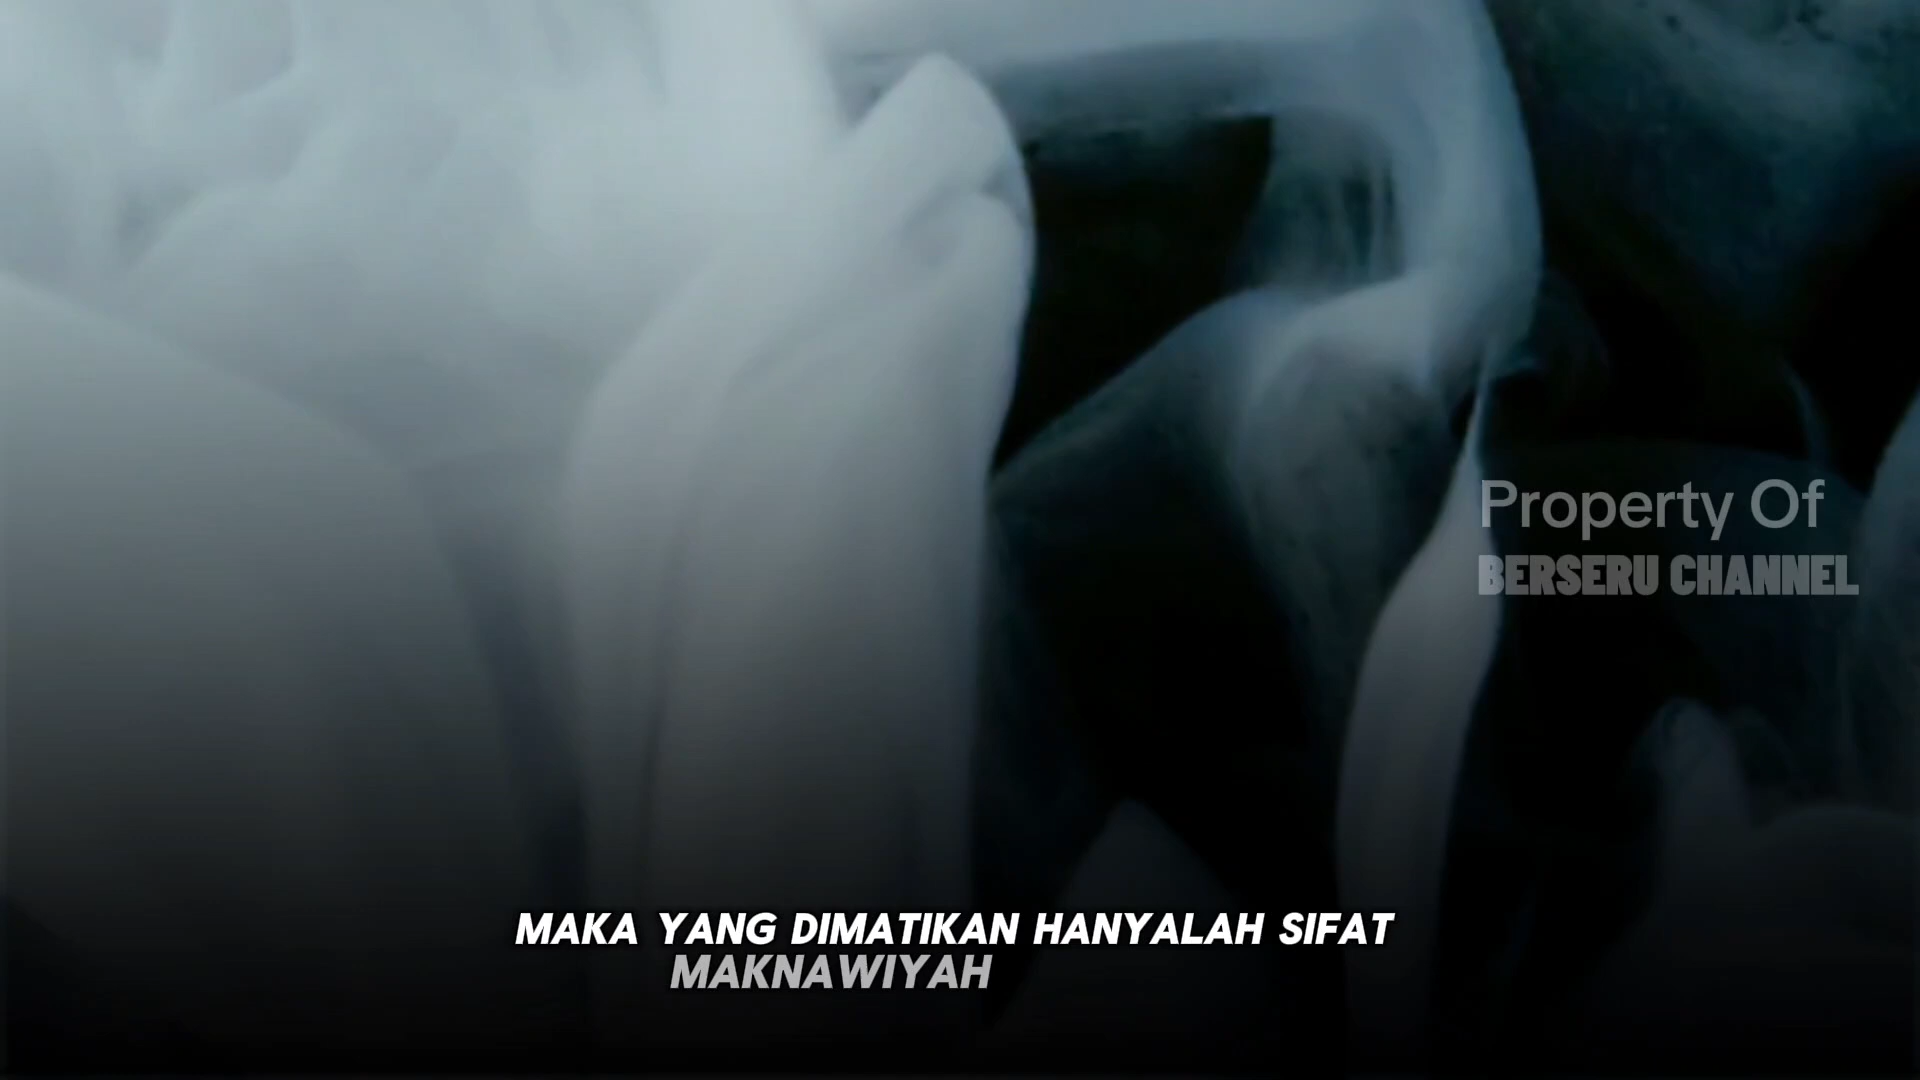 Property Of
BERSERU CHANNEL
MAKA YANG DIMATIKAN HANYALAH SIFAT
MAKNAWIYAH